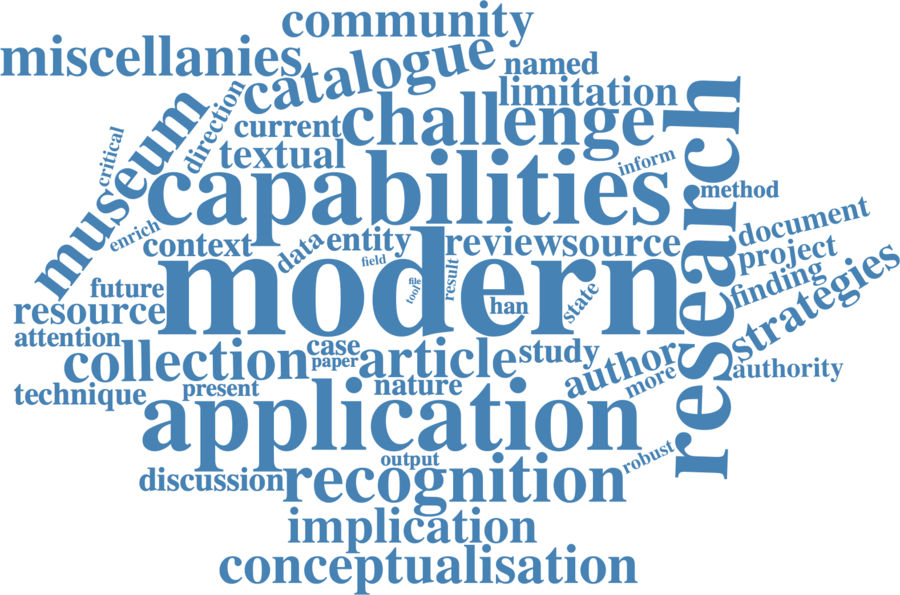 community
miscellanies
catalogue
named
limitation
research
museum
direction
current
challenge
critical
textual
capabilities
inform
method
enrich
context
data
entity
reviewsource
document
project
field
modern
result
file
tool
han
state
finding
strategies
future
resource
attention
collection
case
paper
article
study
author
more
authority
technique
present
nature
application
output
robust
discussion
recognition
implication
conceptualisation